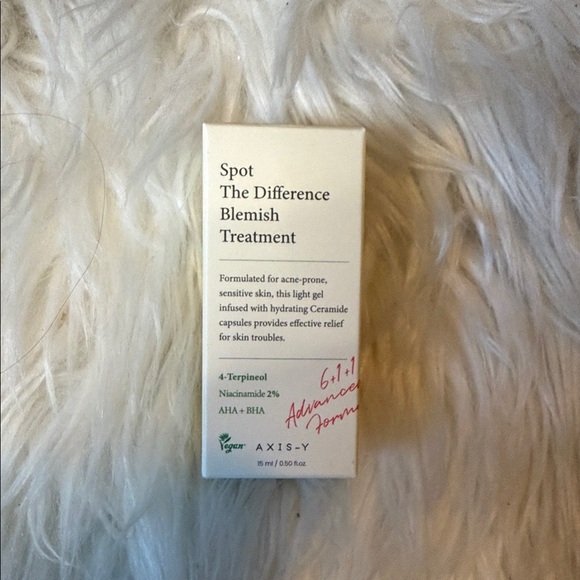 Spot
The Difference
Blemish
Treatment
Formulated for acne-prone,
sensitive skin, this light gel
infused with hydrating Ceramide
capsules provides effective relief
for skin troubles.
4-Terpineol
Niacinamide 2%
AHA + BHA
6+1+1
Advanced
Formu
Vegan
AXIS-Y
15 ml / 0.50 fl.oz